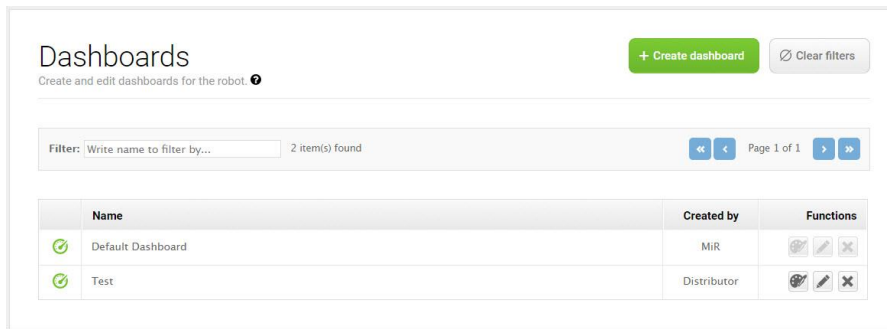 Dashboards
+ Create dashboard
Clear filters
Create and edit dashboards for the robot. ?
Filter: Write name to filter by... 2 item(s) found « ‹ Page 1 of 1 › »
Name Created by Functions
Default Dashboard MiR
Test Distributor